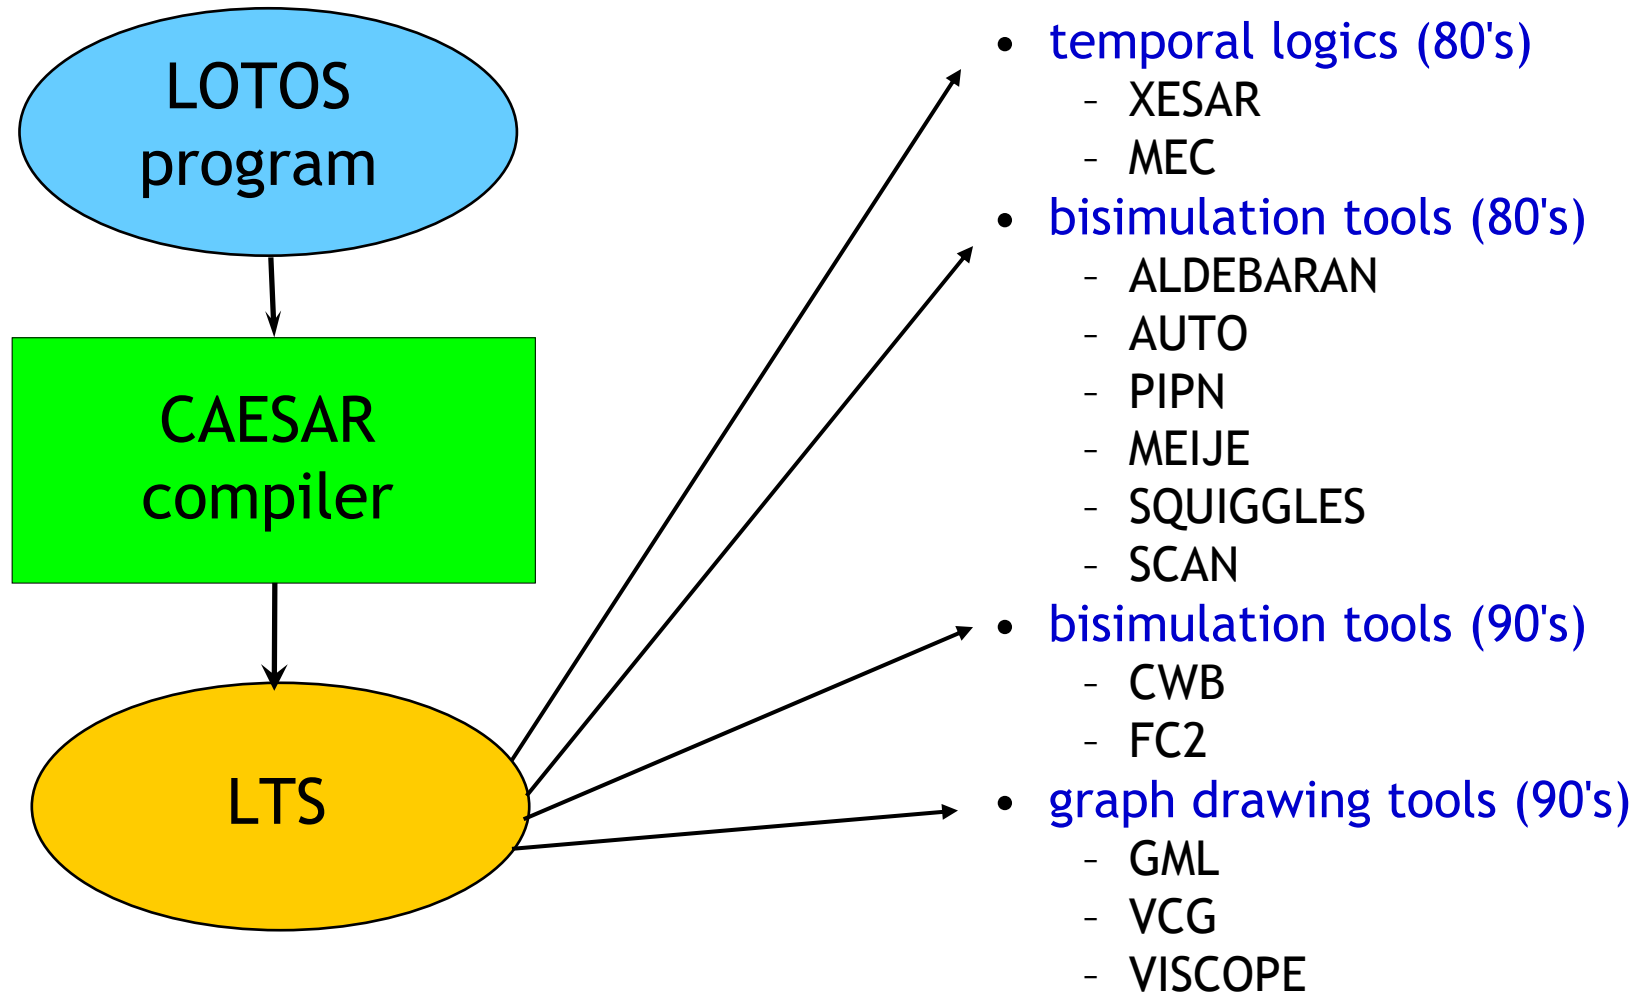 LOTOS
program
CAESAR
compiler
LTS
• temporal logics (80's)
– XESAR
– MEC
• bisimulation tools (80's)
– ALDEBARAN
– AUTO
– PIPN
– MEIJE
– SQUIGGLES
– SCAN
• bisimulation tools (90's)
– CWB
– FC2
• graph drawing tools (90's)
– GML
– VCG
– VISCOPE